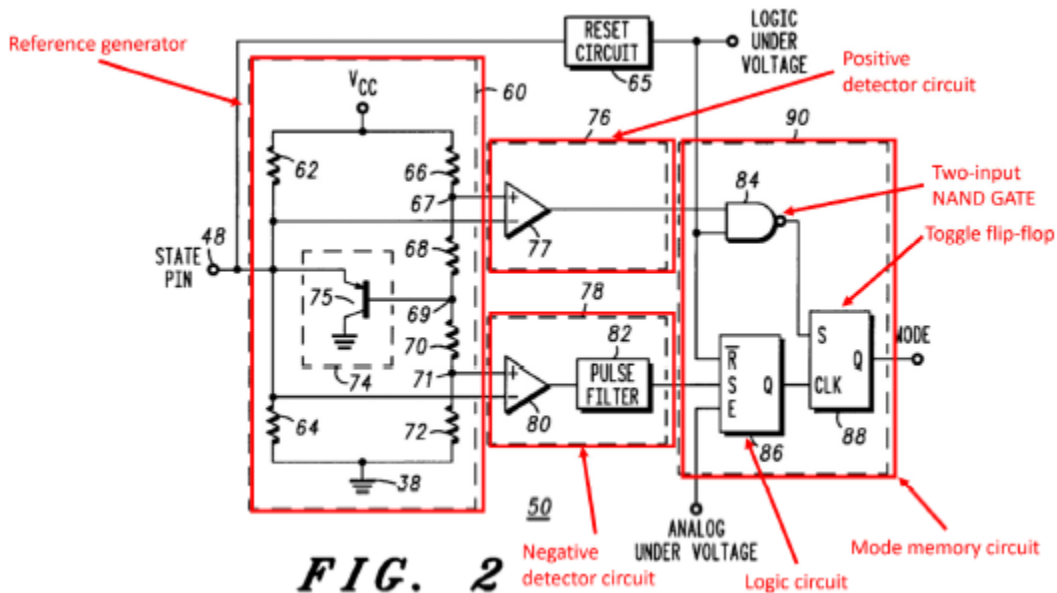 Reference generator
RESET
CIRCUIT
65
LOGIC
UNDER
VOLTAGE
Positive
detector circuit
VCC
60
76
90
62
66
67
77
84
Two-input
NAND GATE
Toggle flip-flop
48
STATE
PIN
68
75
69
78
70
82
74
71
80
PULSE
FILTER
R
S
E
Q
S
CLK
Q
64
72
86
88
38
50
ANALOG
UNDER VOLTAGE
Negative
detector circuit
Logic circuit
Mode memory circuit
FIG. 2